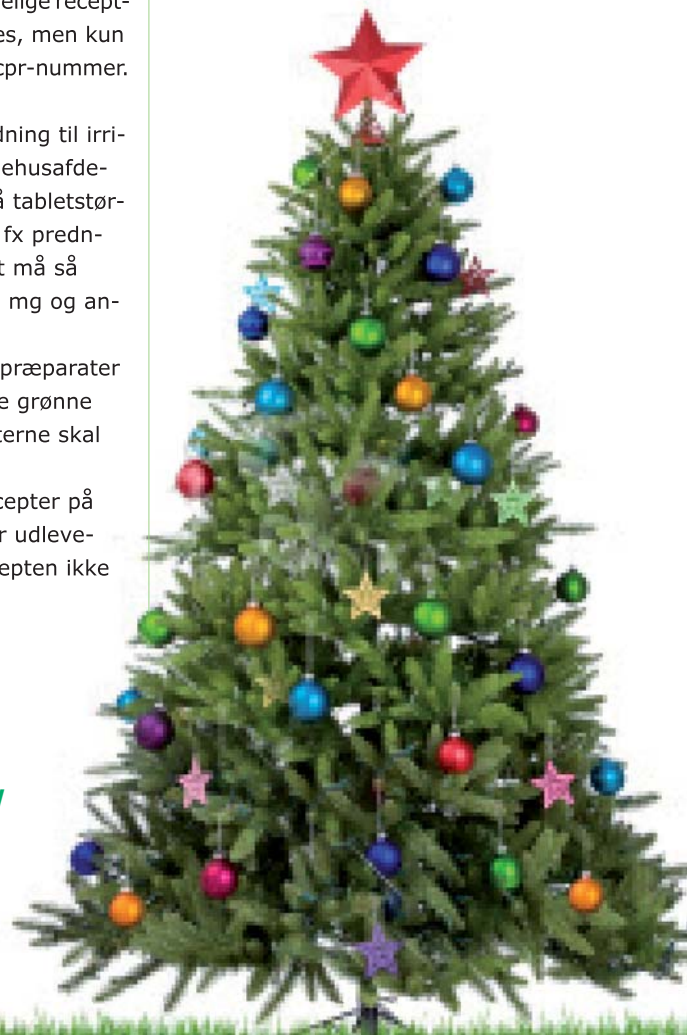 elige recept-
es, men kun
cpr-nummer.
dning til irri-
ehusafde-
å tabletstør-
fx predn-
t må så
mg og an-
præparater
e grønne
terne skal
cepter på
r udleve-
epten ikke